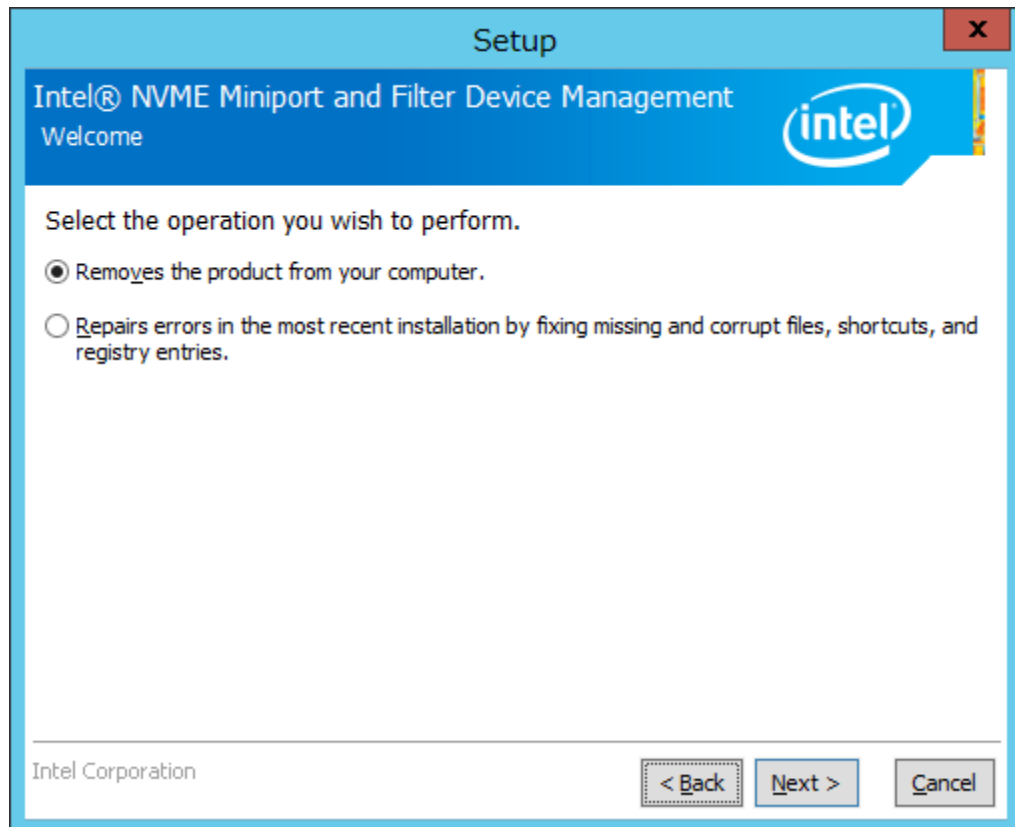 Setup
x
Intel® NVME Miniport and Filter Device Management
Welcome
intel
Select the operation you wish to perform.
Removes the product from your computer.
Repairs errors in the most recent installation by fixing missing and corrupt files, shortcuts, and
registry entries.
Intel Corporation
< Back
Next >
Cancel